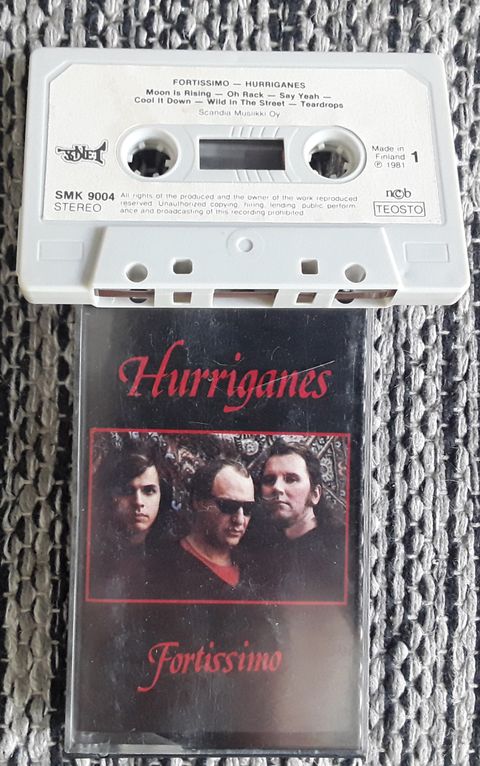 FORTISSIMO — HURRIGANES
Moon Is Rising — Oh Rack — Say Yeah —
Cool It Down — Wild In The Street — Teardrops
Scandia Musiikki Oy
Made in
Finland
℗ 1981
1
SMK 9004
STEREO
All rights of the produced and the owner of the work reproduced
reserved. Unauthorized copying, hiring, lending, public perform
ance and broadcasting of this recording prohibited.
ncb
TEOSTO
Hurriganes
Fortissimo